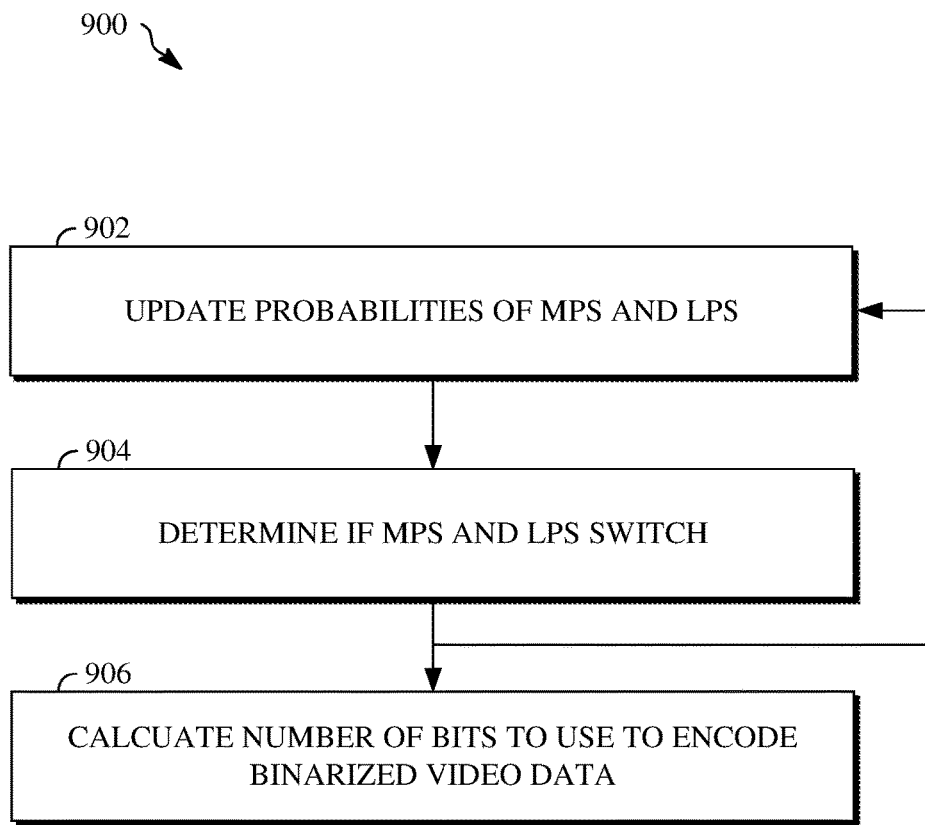 900
902
UPDATE PROBABILITIES OF MPS AND LPS
904
DETERMINE IF MPS AND LPS SWITCH
906
CALCUATE NUMBER OF BITS TO USE TO ENCODE
BINARIZED VIDEO DATA